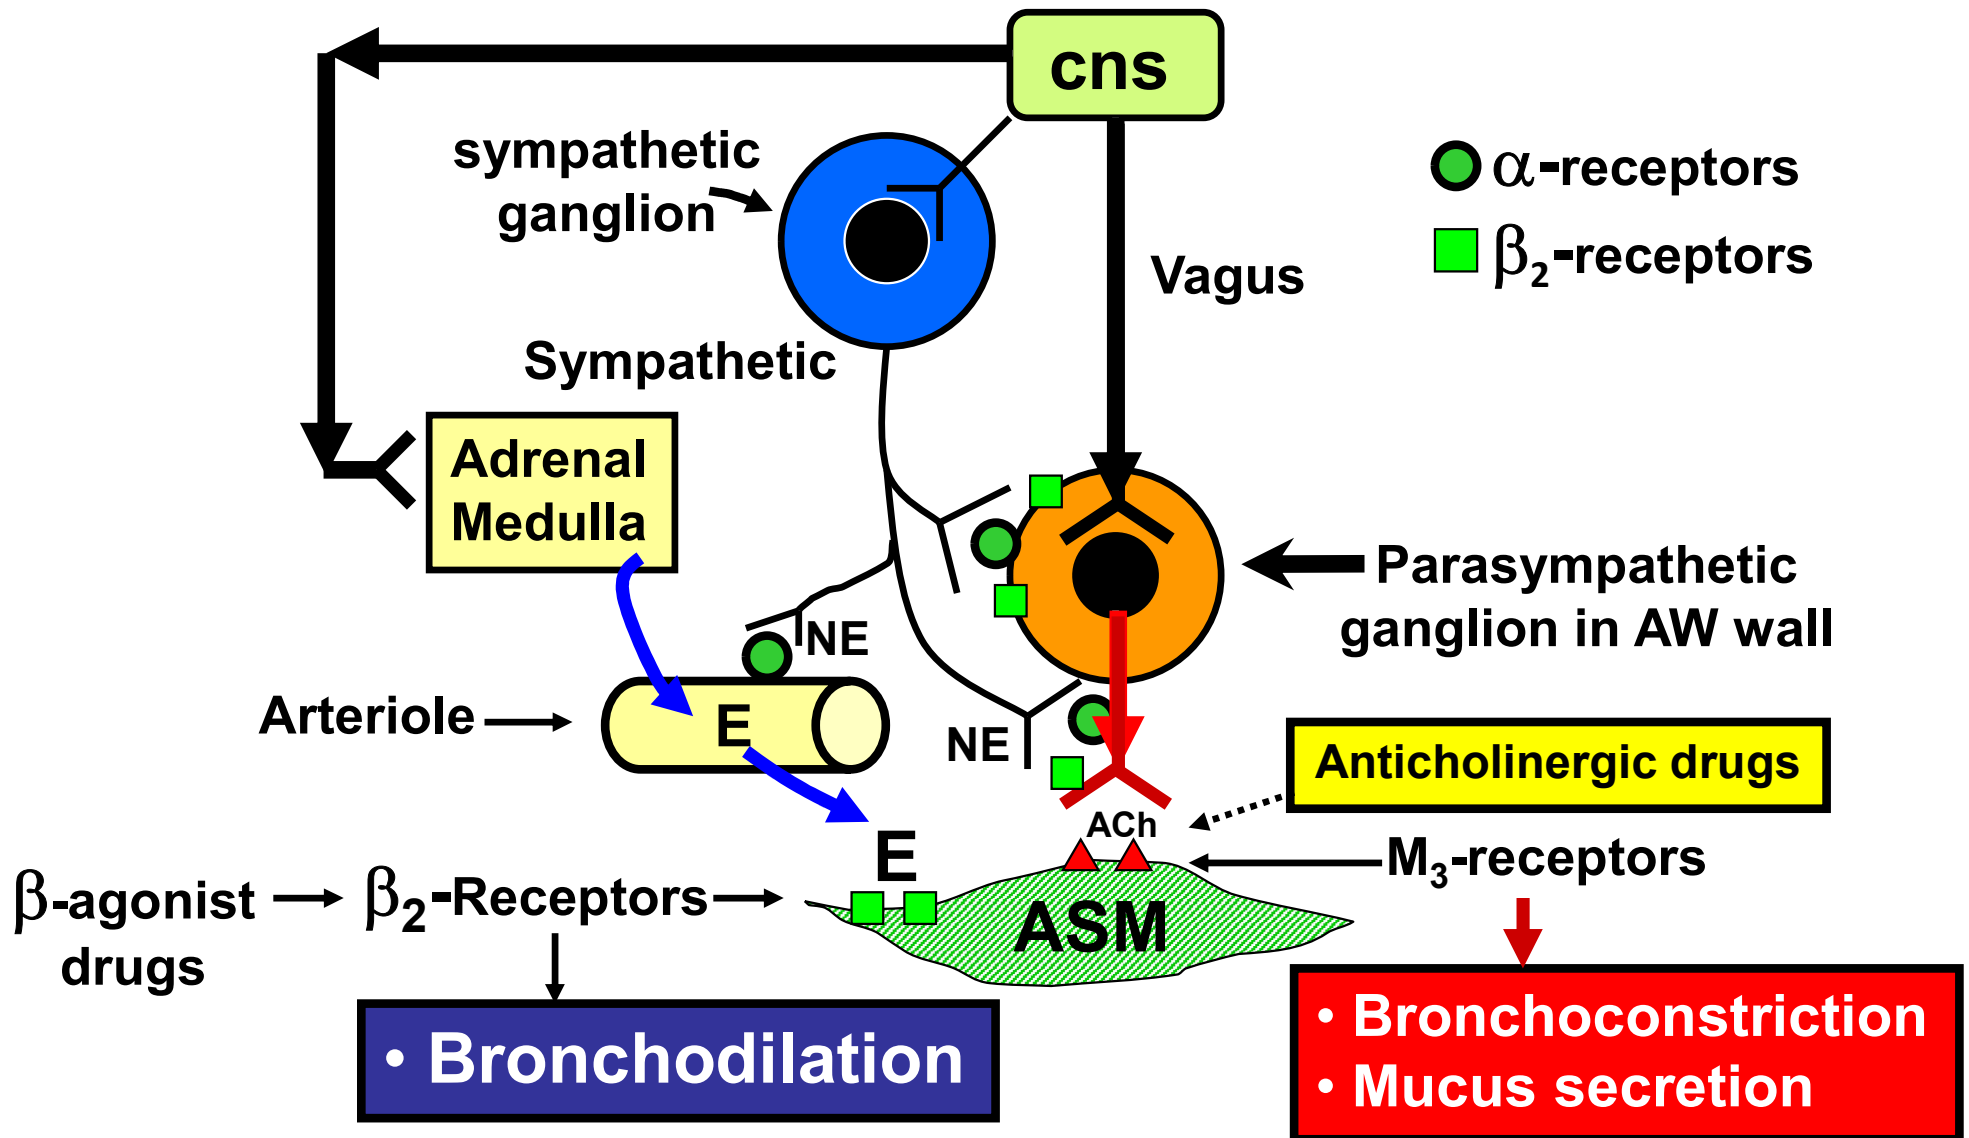 cns
sympathetic
ganglion
α-receptors
β2-receptors
Vagus
Sympathetic
Adrenal
Medulla
Parasympathetic
ganglion in AW wall
NE
Arteriole
E
NE
Anticholinergic drugs
ACh
E
M3-receptors
β-agonist
drugs
β2-Receptors
ASM
• Bronchodilation
• Bronchoconstriction
• Mucus secretion